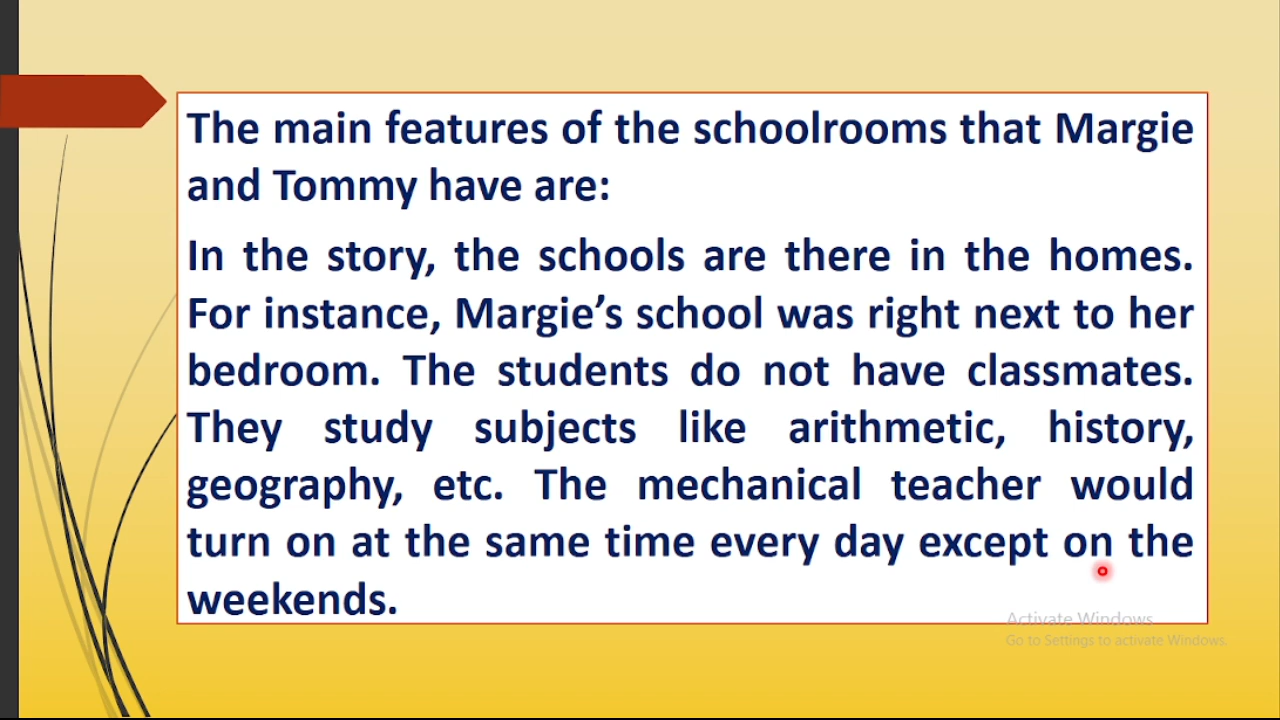 The main features of the schoolrooms that Margie
and Tommy have are:
In the story, the schools are there in the homes.
For instance, Margie’s school was right next to her
bedroom. The students do not have classmates.
They study subjects like arithmetic, history,
geography, etc. The mechanical teacher would
turn on at the same time every day except on the
weekends.
Activate Windows
Go to Settings to activate Windows.